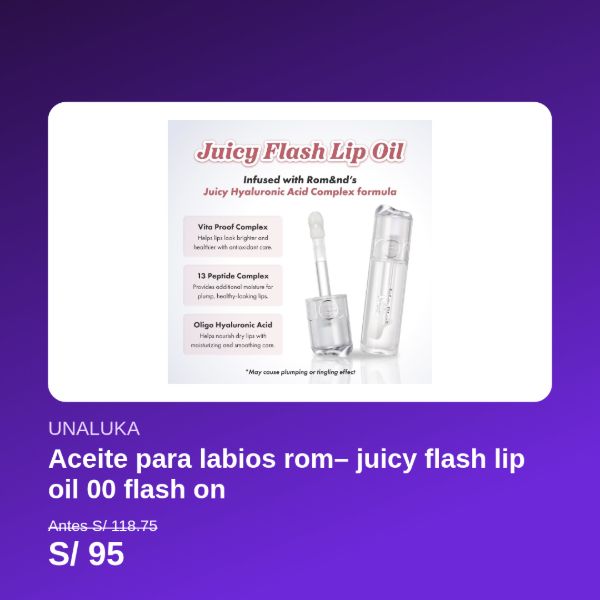 Juicy Flash Lip Oil
Infused with Rom&nd's
Juicy Hyaluronic Acid Complex formula
Vita Proof Complex
Helps lips look brighter and
healthier with antioxidant care.
13 Peptide Complex
Provides additional moisture for
plump, healthy-looking lips.
Oligo Hyaluronic Acid
Helps nourish dry lips with
moisturizing and smoothing care.
*May cause plumping or tingling effect
UNALUKA
Aceite para labios rom– juicy flash lip
oil 00 flash on
Antes S/ 118.75
S/ 95